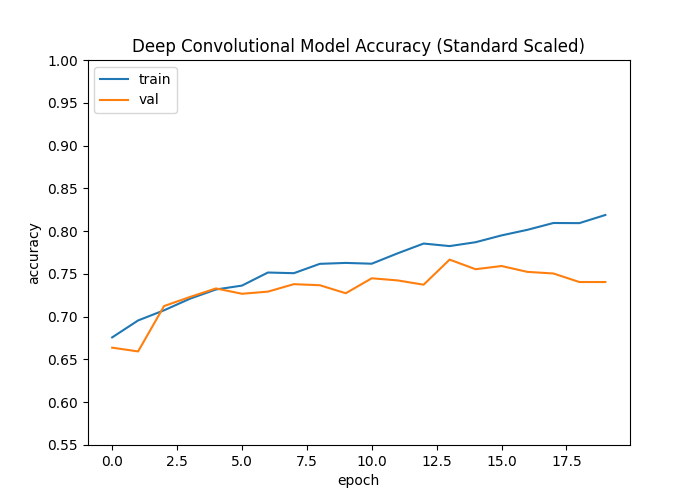 Deep Convolutional Model Accuracy (Standard Scaled)
1.00
0.95
0.90
0.85
0.80
0.75
0.70
0.65
0.60
0.55
accuracy
train
val
0.0 2.5 5.0 7.5 10.0 12.5 15.0 17.5
epoch